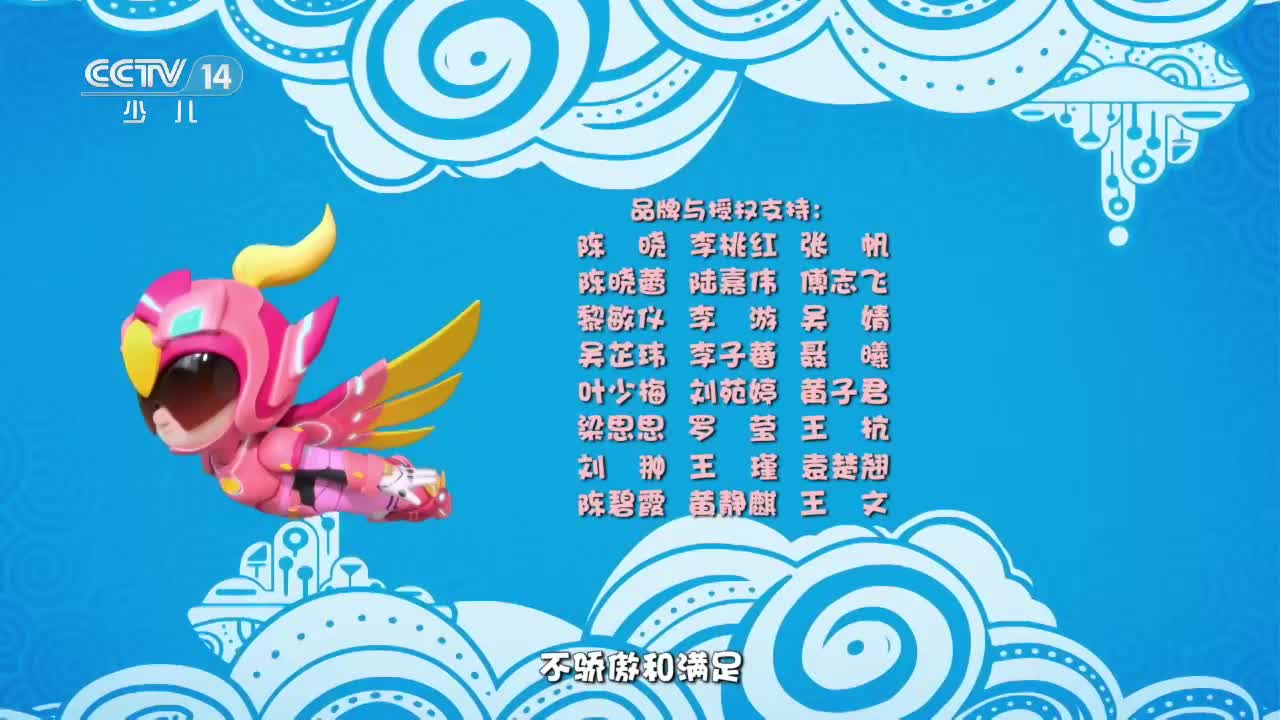 CCTV 14
少儿
品牌与授权支持:
陈 晓 李桃红 张 帆
陈晓蕾 陆嘉伟 傅志飞
黎敏仪 李 游 吴 婧
吴芷玮 李子蕃 聂 曦
叶少梅 刘苑婷 黄子君
梁思思 罗 莹 王 杭
刘 翀 王 瑾 袁楚翘
陈碧霞 黄静麒 王 文
不骄傲和满足